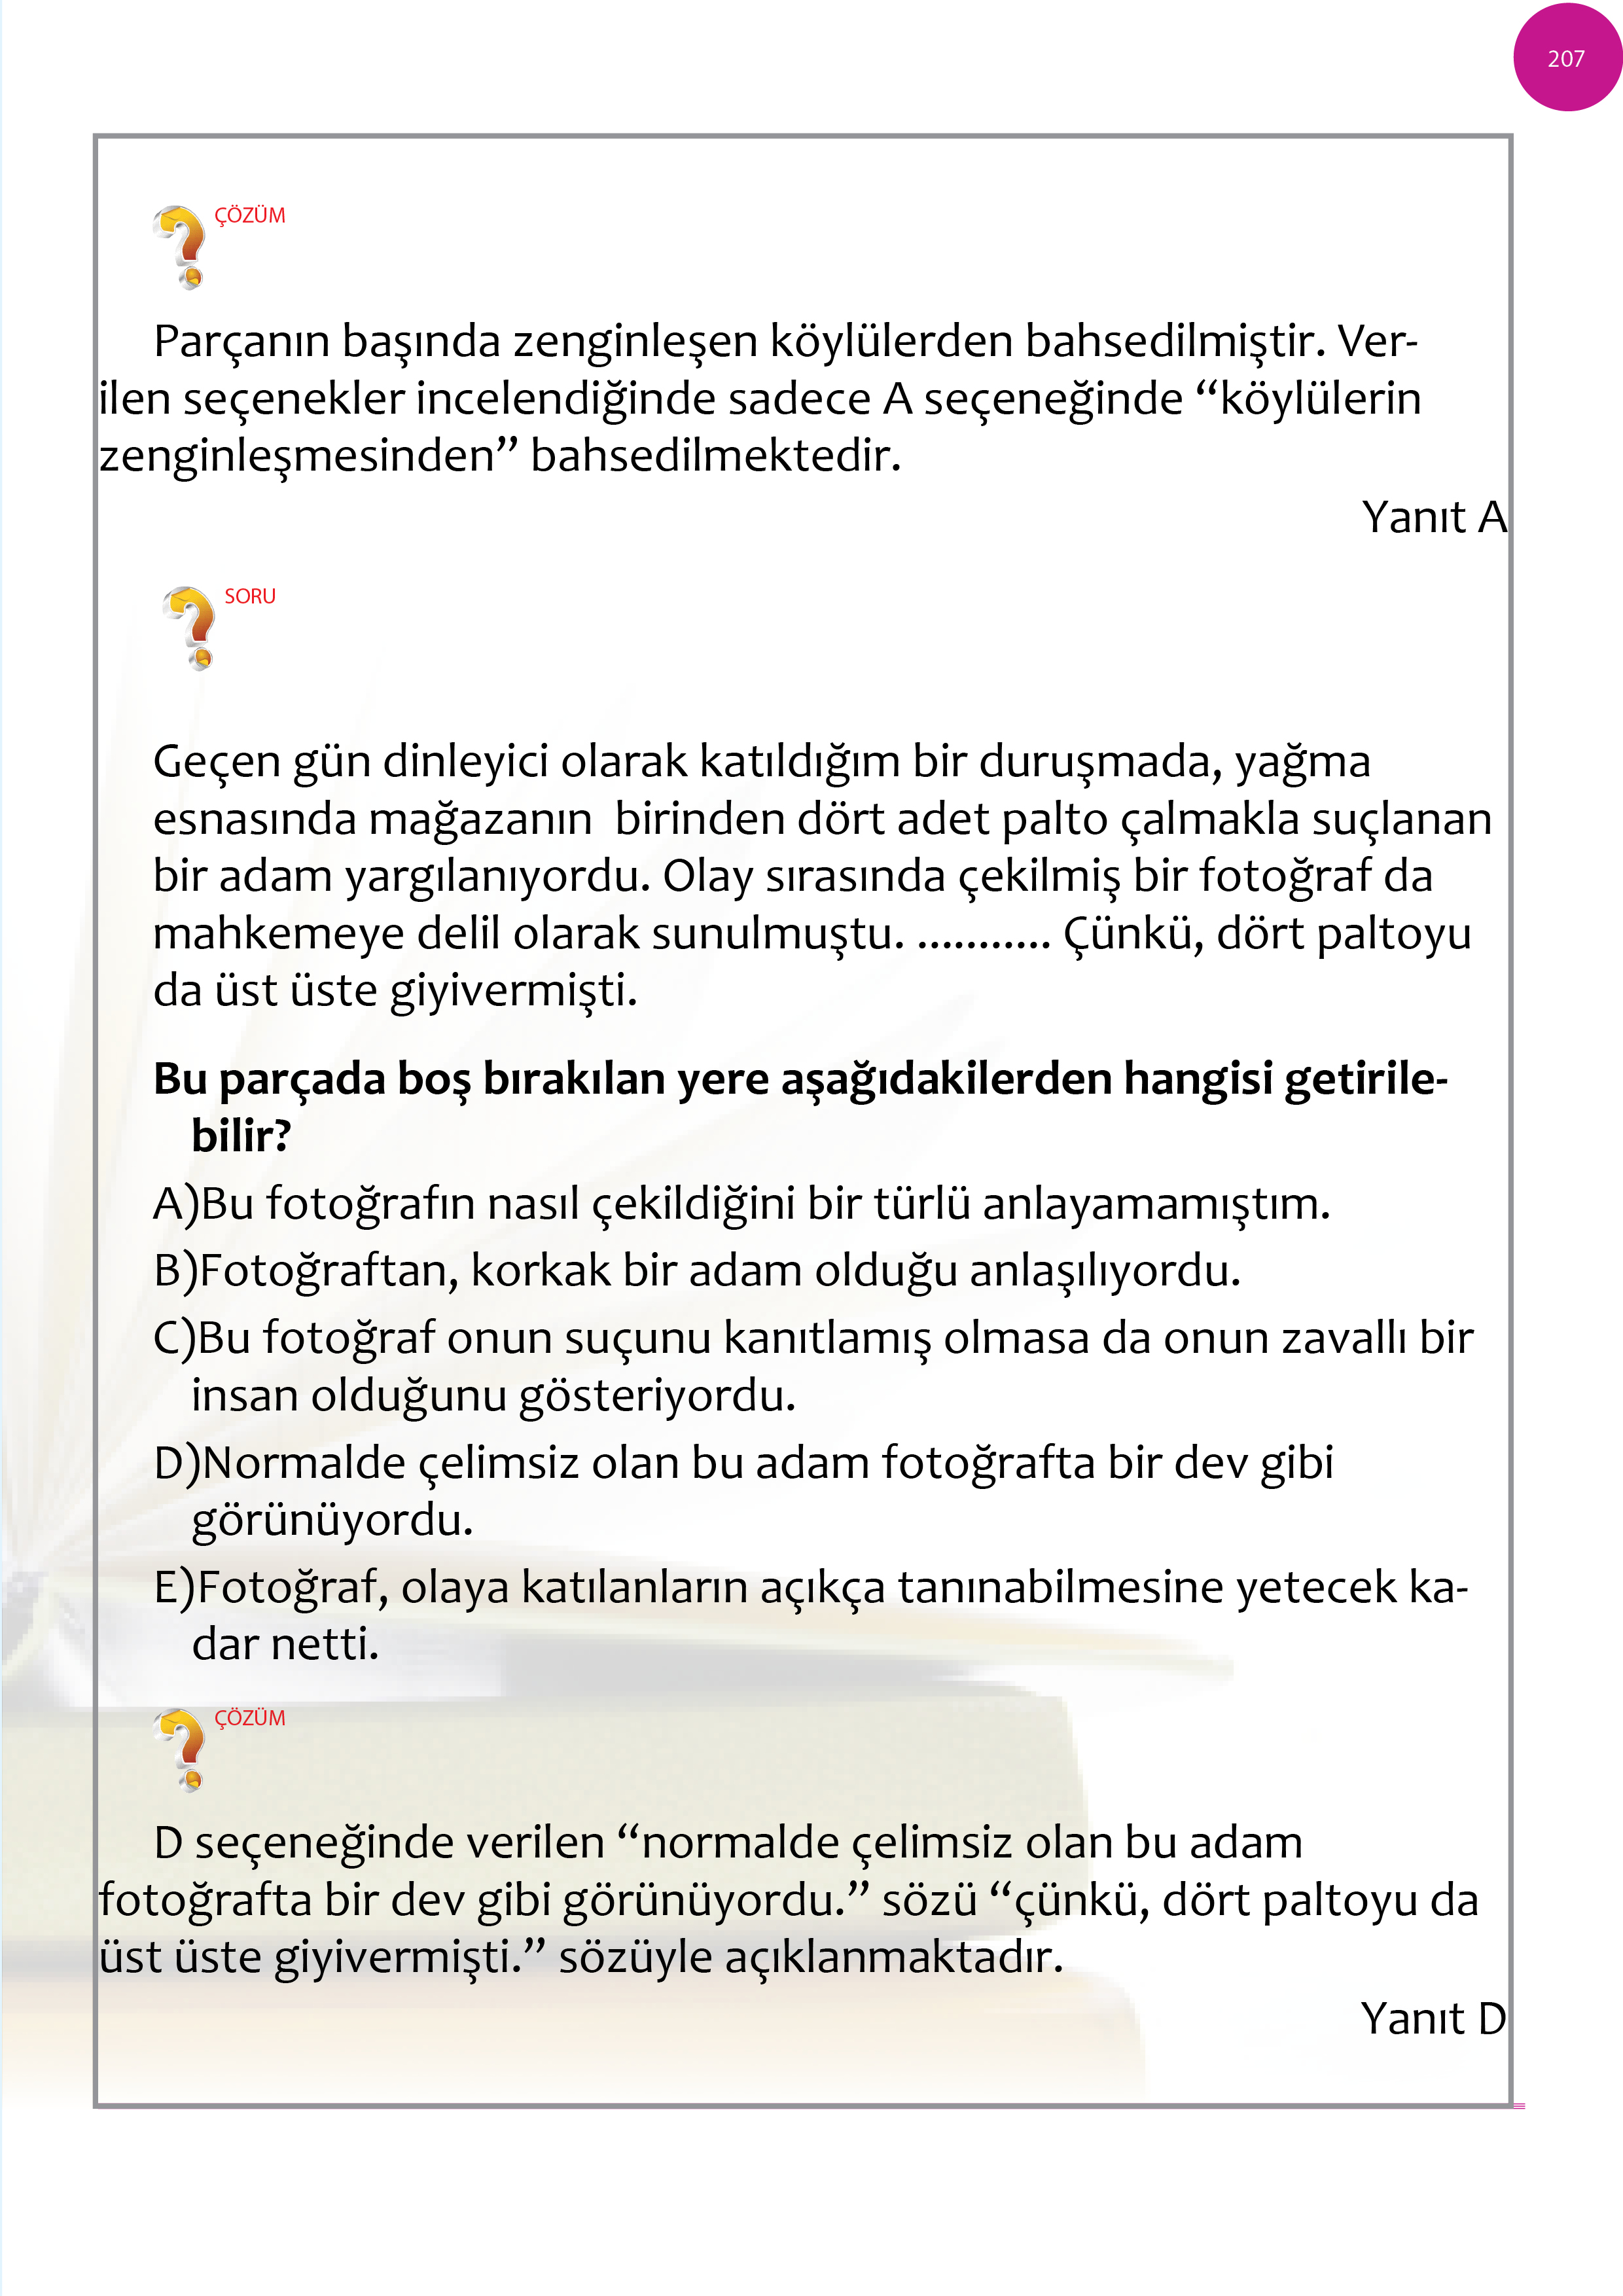 207
ÇÖZÜM
Parçanın başında zenginleşen köylülerden bahsedilmiştir. Ver-
ilen seçenekler incelendiğinde sadece A seçeneğinde “köylülerin
zenginleşmesinden” bahsedilmektedir.
Yanıt A
SORU
Geçen gün dinleyici olarak katıldığım bir duruşmada, yağma
esnasında mağazanın  birinden dört adet palto çalmakla suçlanan
bir adam yargılanıyordu. Olay sırasında çekilmiş bir fotoğraf da
mahkemeye delil olarak sunulmuştu. ........... Çünkü, dört paltoyu
da üst üste giyivermişti.
Bu parçada boş bırakılan yere aşağıdakilerden hangisi getirile-
bilir?
A)Bu fotoğrafın nasıl çekildiğini bir türlü anlayamamıştım.
B)Fotoğraftan, korkak bir adam olduğu anlaşılıyordu.
C)Bu fotoğraf onun suçunu kanıtlamış olmasa da onun zavallı bir
insan olduğunu gösteriyordu.
D)Normalde çelimsiz olan bu adam fotoğrafta bir dev gibi
görünüyordu.
E)Fotoğraf, olaya katılanların açıkça tanınabilmesine yetecek ka-
dar netti.
ÇÖZÜM
D seçeneğinde verilen “normalde çelimsiz olan bu adam
fotoğrafta bir dev gibi görünüyordu.” sözü “çünkü, dört paltoyu da
üst üste giyivermişti.” sözüyle açıklanmaktadır.
Yanıt D